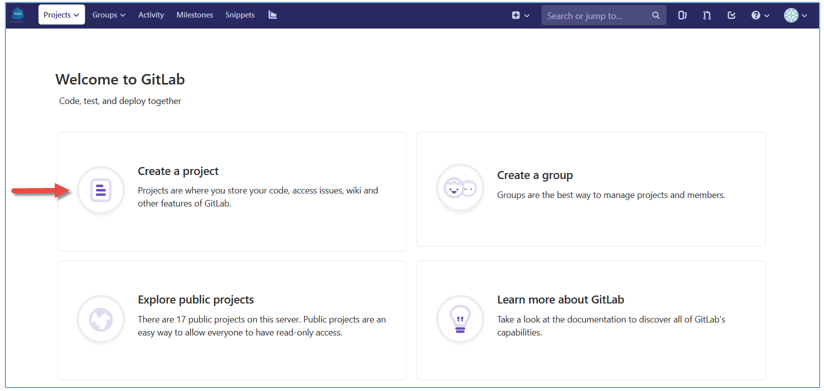 Projects Groups Activity Milestones Snippets Search or jump to...
Welcome to GitLab
Code, test, and deploy together
Create a project
Projects are where you store your code, access issues, wiki and
other features of GitLab.
Create a group
Groups are the best way to manage projects and members.
Explore public projects
There are 17 public projects on this server. Public projects are an
easy way to allow everyone to have read-only access.
Learn more about GitLab
Take a look at the documentation to discover all of GitLab's
capabilities.